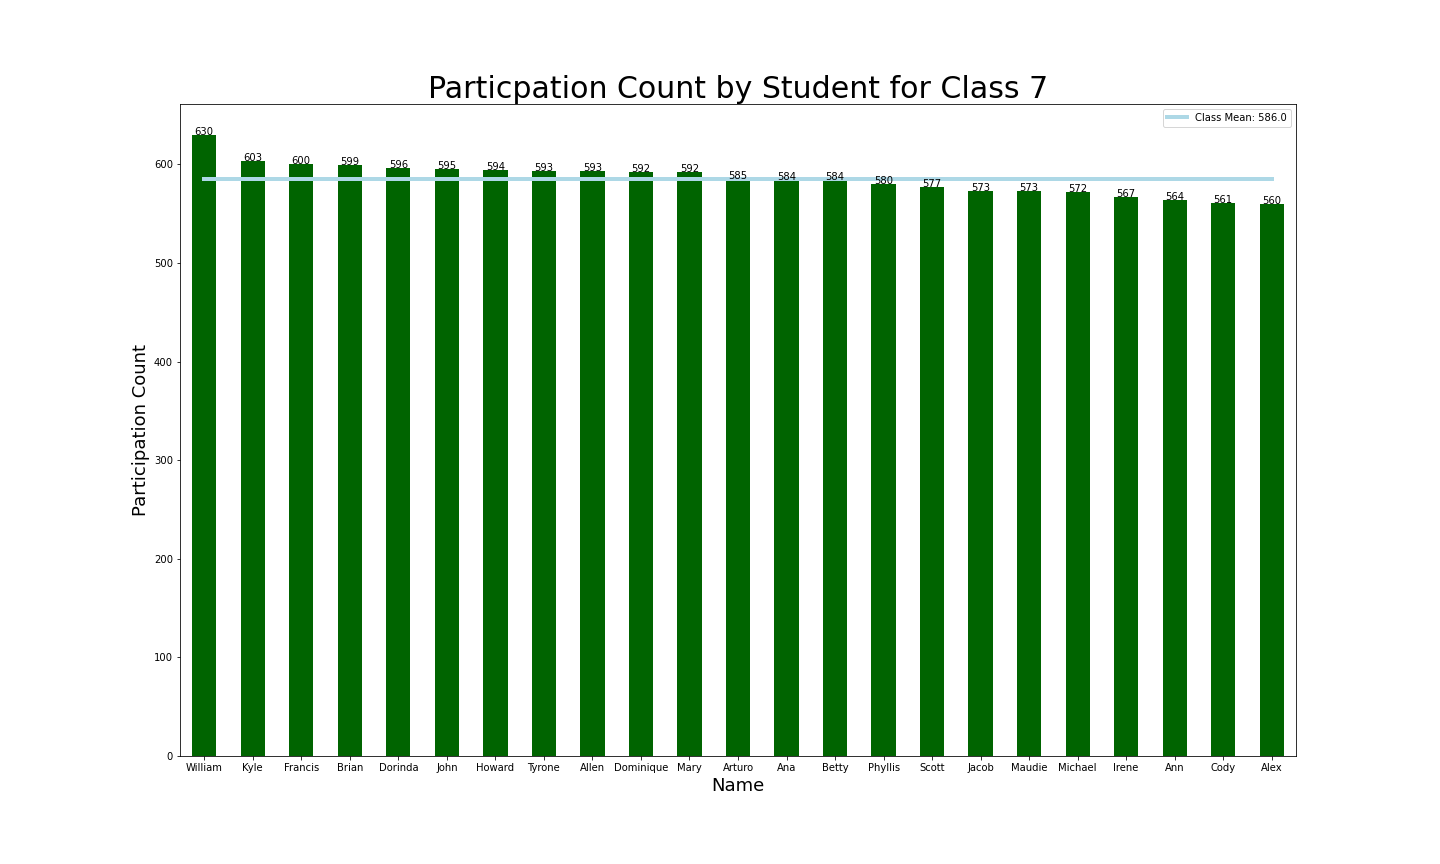 Particpation Count by Student for Class 7
Class Mean: 586.0
630 603 600 599 596 595 594 593 593 592 592 585 584 584 580 577 573 573 572 567 564 561 560
600
500
400
300
200
100
0
Participation Count
William Kyle Francis Brian Dorinda John Howard Tyrone Allen Dominique Mary Arturo Ana Betty Phyllis Scott Jacob Maudie Michael Irene Ann Cody Alex
Name